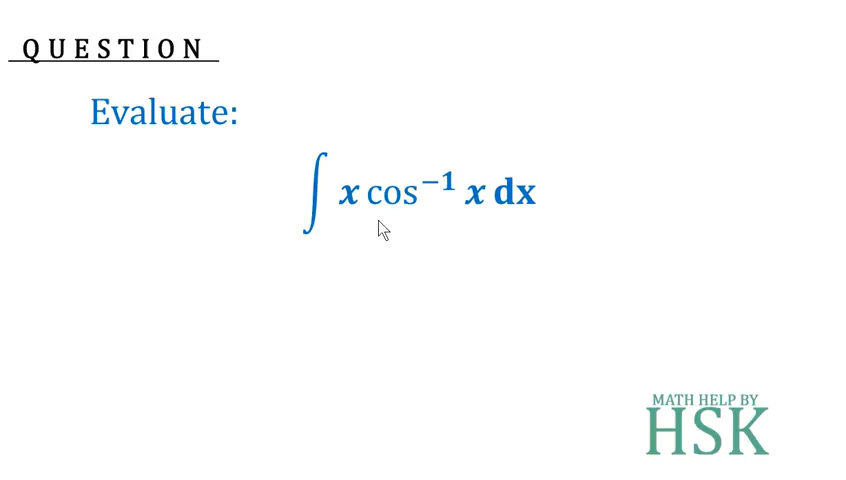 QUESTION
Evaluate:
∫ x cos⁻¹ x dx
MATH HELP BY
HSK